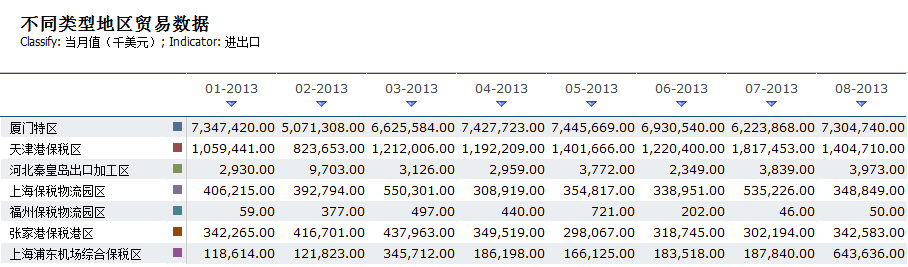 不同类型地区贸易数据
Classify: 当月值（千美元）; Indicator: 进出口
01-2013 02-2013 03-2013 04-2013 05-2013 06-2013 07-2013 08-2013
厦门特区 7,347,420.00 5,071,308.00 6,625,584.00 7,427,723.00 7,445,669.00 6,930,540.00 6,223,868.00 7,304,740.00
天津港保税区 1,059,441.00 823,653.00 1,212,006.00 1,192,209.00 1,401,666.00 1,220,400.00 1,817,453.00 1,404,710.00
河北秦皇岛出口加工区 2,930.00 9,703.00 3,126.00 2,959.00 3,772.00 2,349.00 3,839.00 3,973.00
上海保税物流园区 406,215.00 392,794.00 550,301.00 308,919.00 354,817.00 338,951.00 535,226.00 348,849.00
福州保税物流园区 59.00 377.00 497.00 440.00 721.00 202.00 46.00 50.00
张家港保税港区 342,265.00 416,701.00 437,963.00 349,519.00 298,067.00 318,745.00 302,194.00 342,583.00
上海浦东机场综合保税区 118,614.00 121,823.00 345,712.00 186,198.00 166,125.00 183,518.00 187,840.00 643,636.00